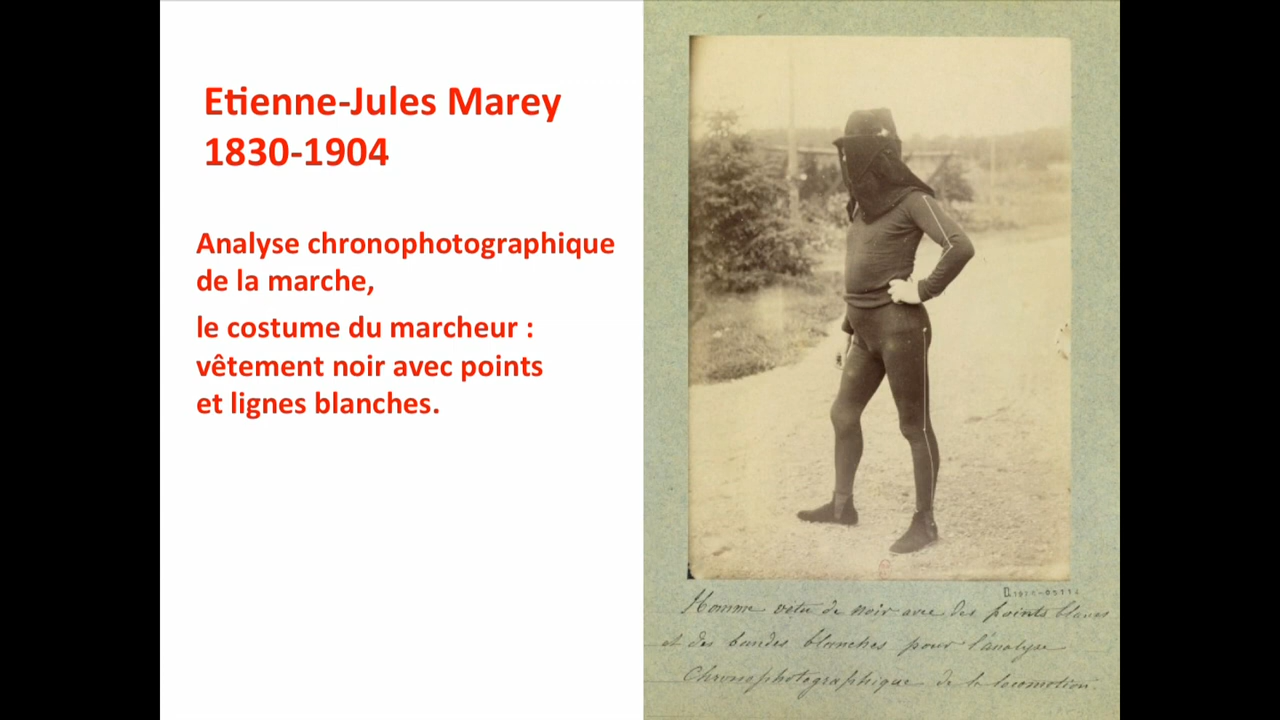 Etienne-Jules Marey
1830-1904
Analyse chronophotographique
de la marche,
le costume du marcheur :
vêtement noir avec points
et lignes blanches.
Homme vêtu de noir avec des points blancs
et des bandes blanches pour l'analyse
Chronophotographique de la locomotion.